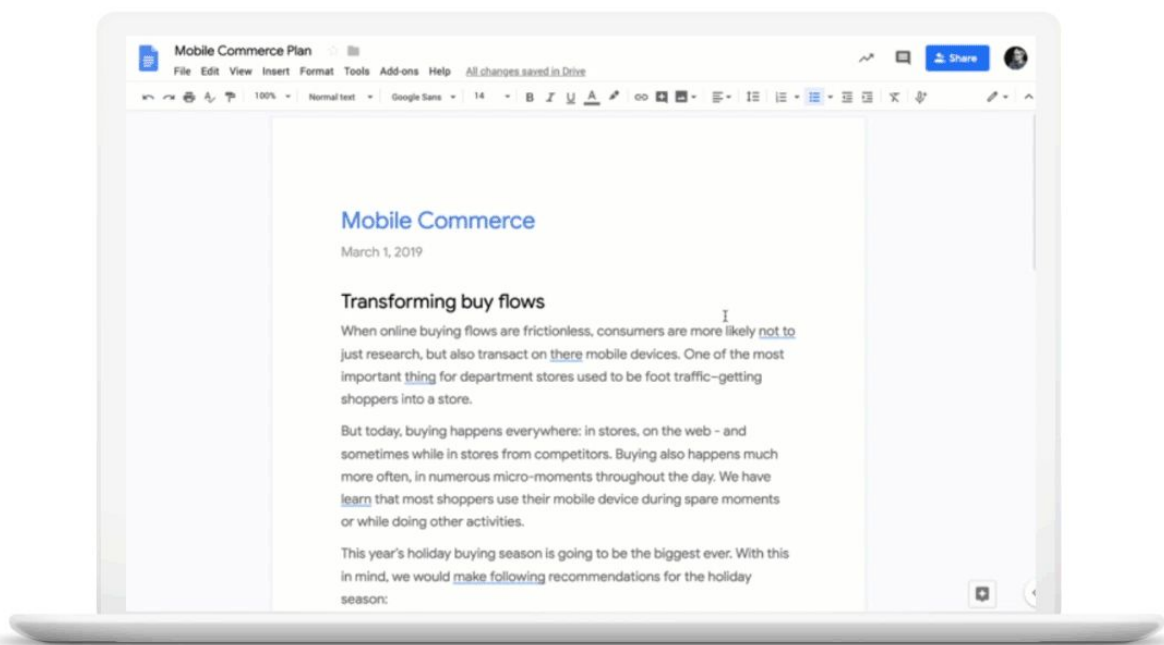 Mobile Commerce Plan
File Edit View Insert Format Tools Add-ons Help All changes saved in Drive
Share
100% Normal text Google Sans 14 B I U A
Mobile Commerce
March 1, 2019
Transforming buy flows
When online buying flows are frictionless, consumers are more likely not to
just research, but also transact on there mobile devices. One of the most
important thing for department stores used to be foot traffic–getting
shoppers into a store.
But today, buying happens everywhere: in stores, on the web - and
sometimes while in stores from competitors. Buying also happens much
more often, in numerous micro-moments throughout the day. We have
learn that most shoppers use their mobile device during spare moments
or while doing other activities.
This year's holiday buying season is going to be the biggest ever. With this
in mind, we would make following recommendations for the holiday
season: